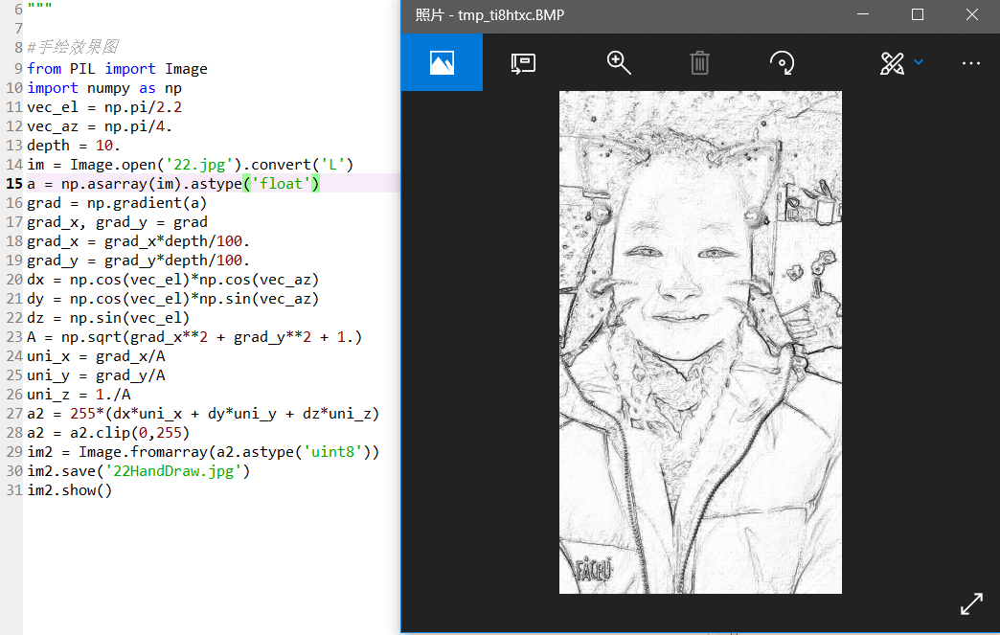 6 """
7
8 #手绘效果图
9 from PIL import Image
10 import numpy as np
11 vec_el = np.pi/2.2
12 vec_az = np.pi/4.
13 depth = 10.
14 im = Image.open('22.jpg').convert('L')
15 a = np.asarray(im).astype('float')
16 grad = np.gradient(a)
17 grad_x, grad_y = grad
18 grad_x = grad_x*depth/100.
19 grad_y = grad_y*depth/100.
20 dx = np.cos(vec_el)*np.cos(vec_az)
21 dy = np.cos(vec_el)*np.sin(vec_az)
22 dz = np.sin(vec_el)
23 A = np.sqrt(grad_x**2 + grad_y**2 + 1.)
24 uni_x = grad_x/A
25 uni_y = grad_y/A
26 uni_z = 1./A
27 a2 = 255*(dx*uni_x + dy*uni_y + dz*uni_z)
28 a2 = a2.clip(0,255)
29 im2 = Image.fromarray(a2.astype('uint8'))
30 im2.save('22HandDraw.jpg')
31 im2.show()
照片 - tmp_ti8htxc.BMP
FACEU